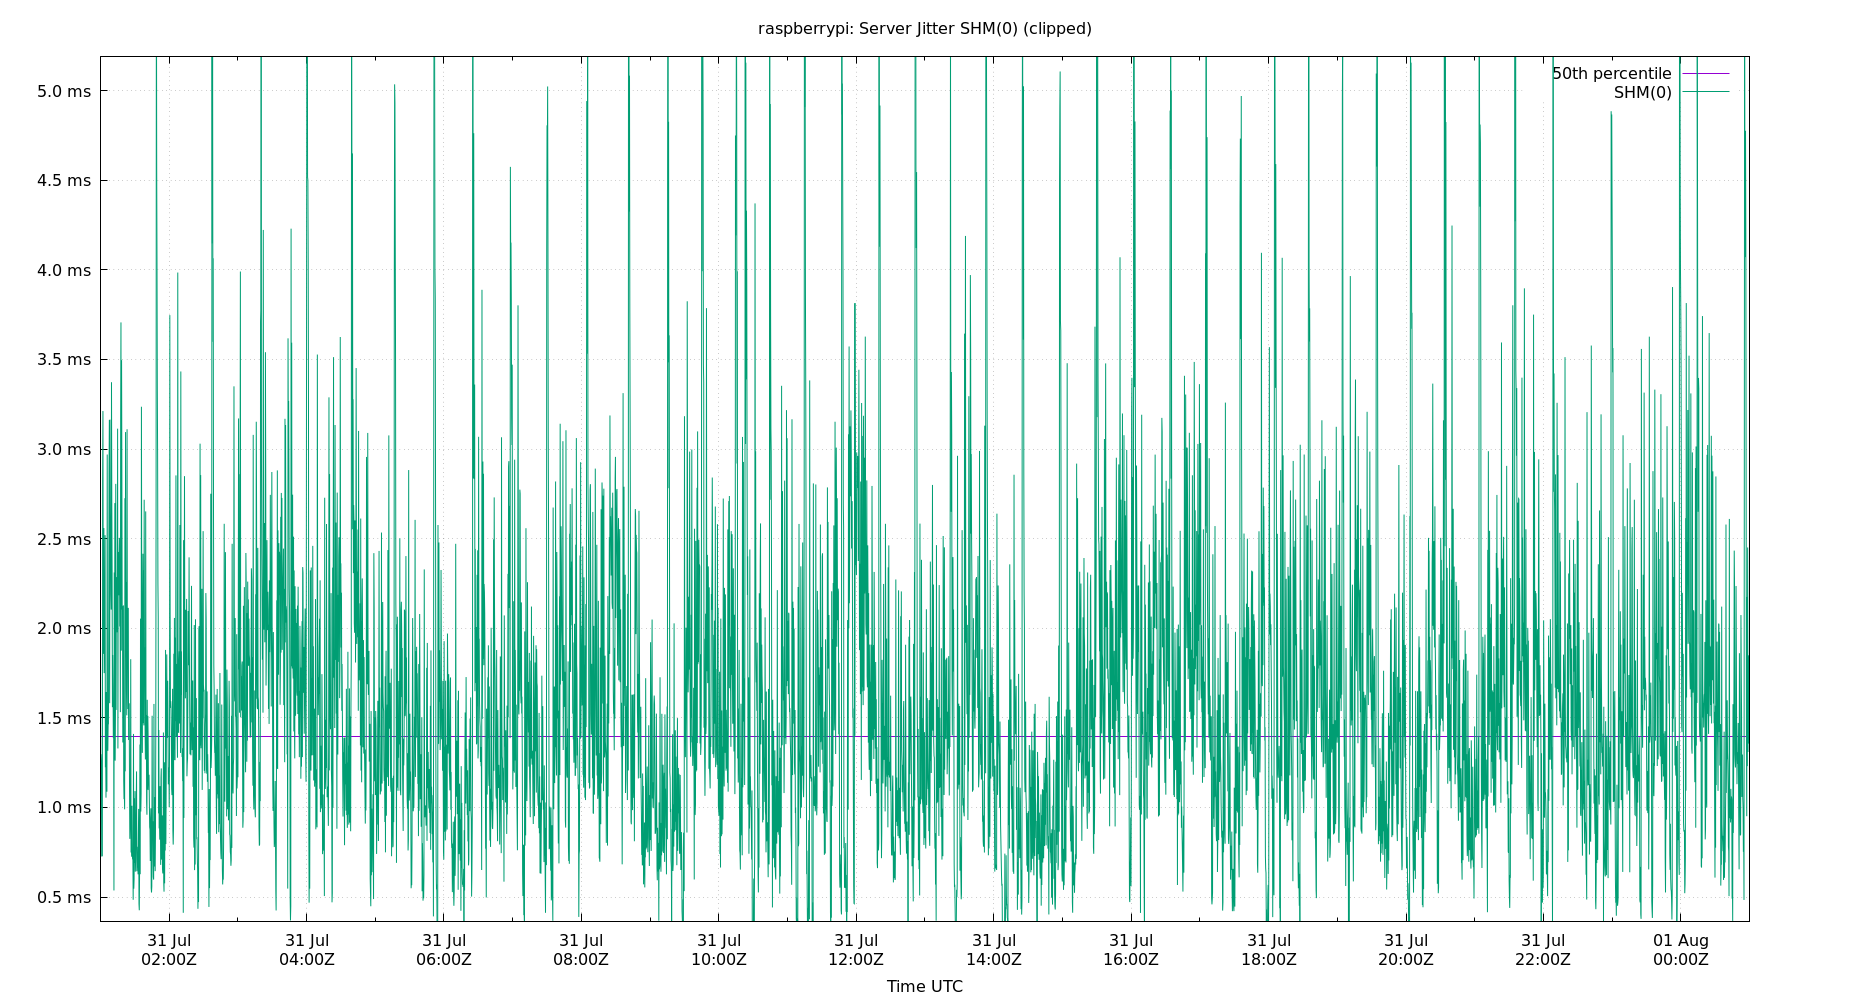 raspberrypi: Server Jitter SHM(0) (clipped)
50th percentile
SHM(0)
5.0 ms
4.5 ms
4.0 ms
3.5 ms
3.0 ms
2.5 ms
2.0 ms
1.5 ms
1.0 ms
0.5 ms
31 Jul 31 Jul 31 Jul 31 Jul 31 Jul 31 Jul 31 Jul 31 Jul 31 Jul 31 Jul 31 Jul 01 Aug
02:00Z 04:00Z 06:00Z 08:00Z 10:00Z 12:00Z 14:00Z 16:00Z 18:00Z 20:00Z 22:00Z 00:00Z
Time UTC